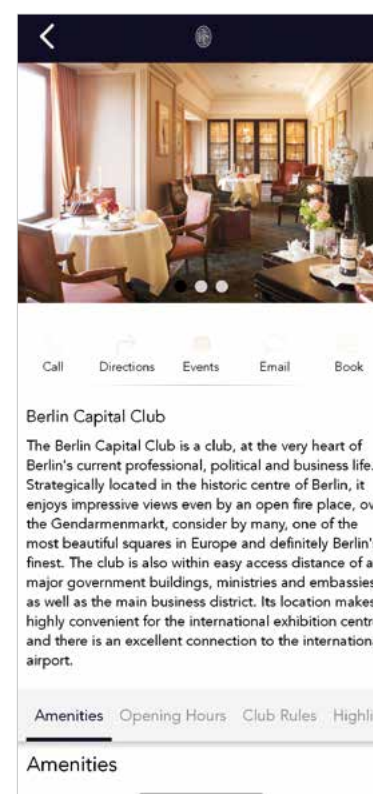 Call Directions Events Email Book
Berlin Capital Club
The Berlin Capital Club is a club, at the very heart of
Berlin's current professional, political and business life.
Strategically located in the historic centre of Berlin, it
enjoys impressive views even by an open fire place, ov
the Gendarmenmarkt, consider by many, one of the
most beautiful squares in Europe and definitely Berlin'
finest. The club is also within easy access distance of a
major government buildings, ministries and embassies
as well as the main business district. Its location makes
highly convenient for the international exhibition centr
and there is an excellent connection to the internationa
airport.
Amenities Opening Hours Club Rules Highli
Amenities